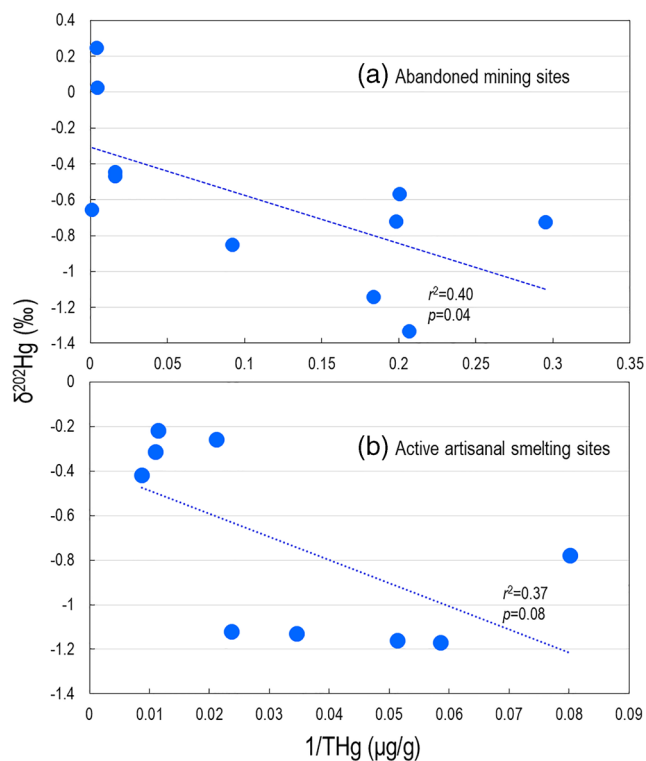 0.4
0.2
0
-0.2
-0.4
-0.6
-0.8
-1
-1.2
-1.4
(a) Abandoned mining sites
r²=0.40
p=0.04
0 0.05 0.1 0.15 0.2 0.25 0.3 0.35
δ²⁰²Hg (‰)
0
-0.2
-0.4
-0.6
-0.8
-1
-1.2
-1.4
(b) Active artisanal smelting sites
r²=0.37
p=0.08
0 0.01 0.02 0.03 0.04 0.05 0.06 0.07 0.08 0.09
1/THg (µg/g)